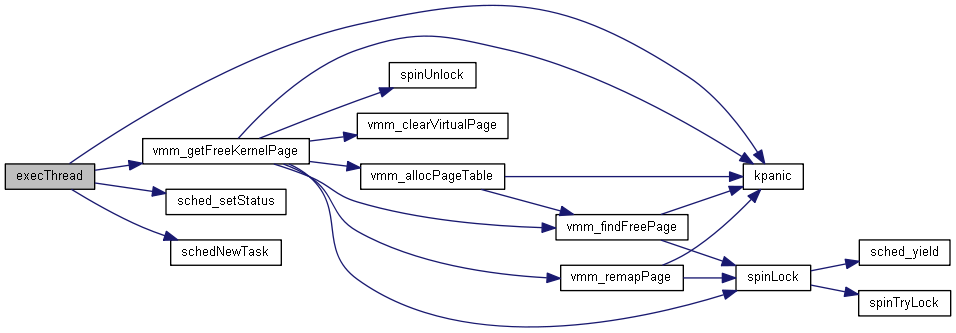 execThread
vmm_getFreeKernelPage
sched_setStatus
schedNewTask
spinUnlock
vmm_clearVirtualPage
vmm_allocPageTable
vmm_findFreePage
vmm_remapPage
kpanic
spinLock
sched_yield
spinTryLock